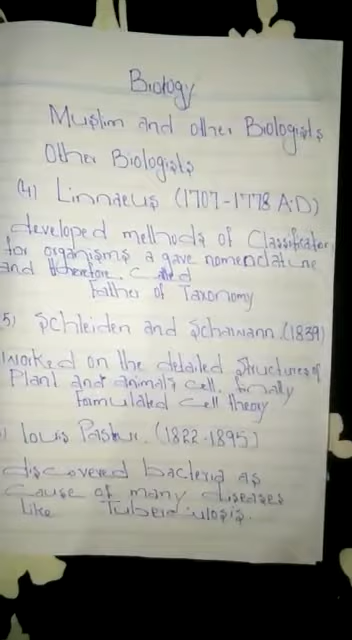 Biology
Muslim and other Biologists
Other Biologists
(4) Linnaeus (1707-1778 A.D)
developed methods of Classification
for organisms a gave nomenclature
and therefore. Called
Father of Taxonomy
5) Schleiden and Schawann. (1839)
Worked on the detailed Structures of
Plant and animals cell. finally
Formulated Cell theory
) louis Pastur. (1822-1895)
discovered bacteria as
Cause of many diseases
like Tuberculosis.